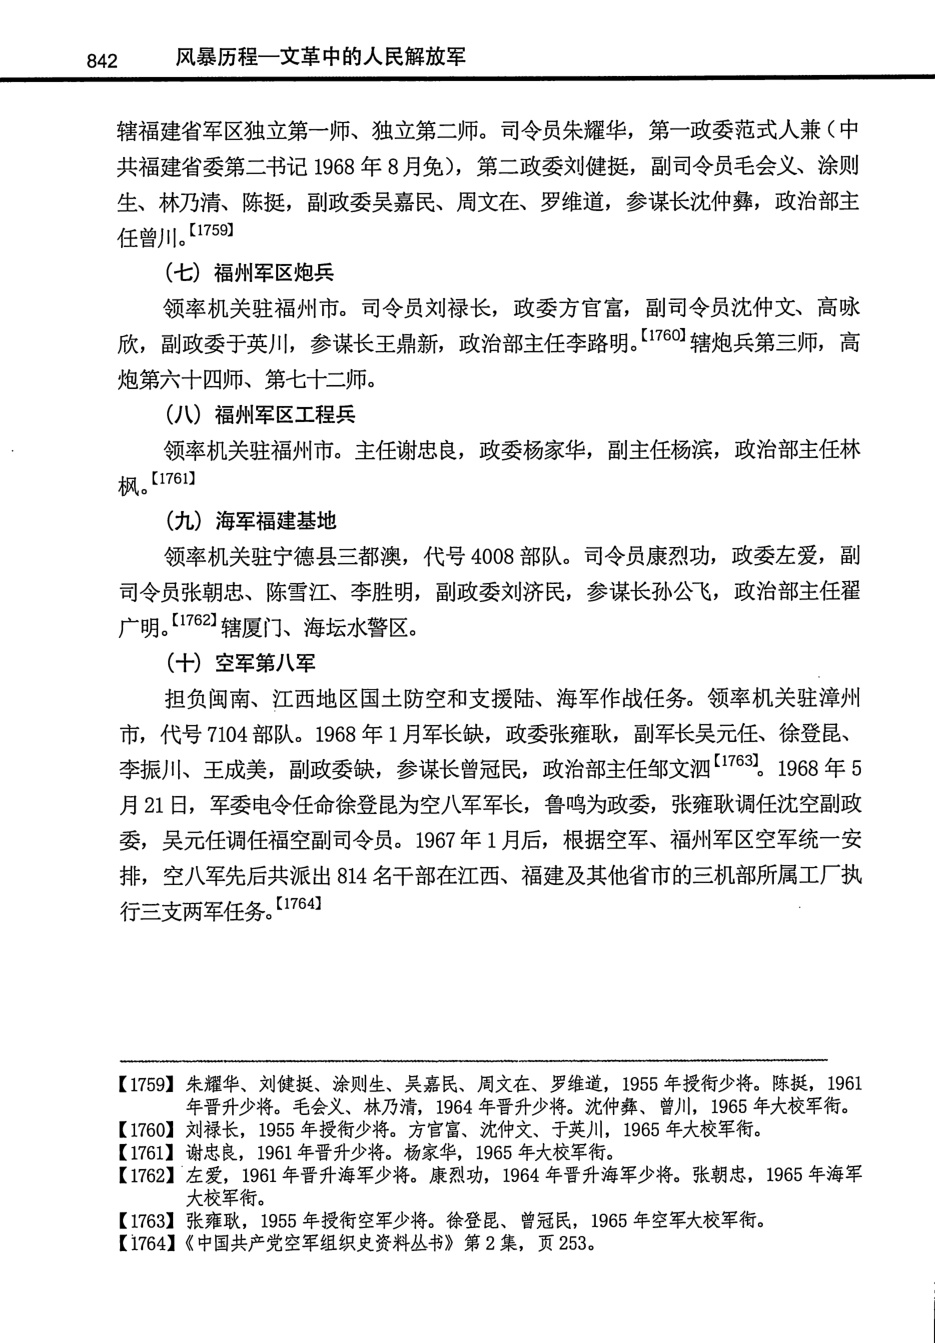 842 风暴历程—文革中的人民解放军
辖福建省军区独立第一师、独立第二师。司令员朱耀华，第一政委范式人兼（中
共福建省委第二书记 1968 年 8 月免），第二政委刘健挺，副司令员毛会义、涂则
生、林乃清、陈挺，副政委吴嘉民、周文在、罗维道，参谋长沈仲彝，政治部主
任曾川。【1759】
（七）福州军区炮兵
领率机关驻福州市。司令员刘禄长，政委方官富，副司令员沈仲文、高咏
欣，副政委于英川，参谋长王鼎新，政治部主任李路明。【1760】辖炮兵第三师，高
炮第六十四师、第七十二师。
（八）福州军区工程兵
领率机关驻福州市。主任谢忠良，政委杨家华，副主任杨滨，政治部主任林
枫。【1761】
（九）海军福建基地
领率机关驻宁德县三都澳，代号 4008 部队。司令员康烈功，政委左爱，副
司令员张朝忠、陈雪江、李胜明，副政委刘济民，参谋长孙公飞，政治部主任翟
广明。【1762】辖厦门、海坛水警区。
（十）空军第八军
担负闽南、江西地区国土防空和支援陆、海军作战任务。领率机关驻漳州
市，代号 7104 部队。1968 年 1 月军长缺，政委张雍耿，副军长吴元任、徐登昆、
李振川、王成美，副政委缺，参谋长曾冠民，政治部主任邹文泗【1763】。1968 年 5
月 21 日，军委电令任命徐登昆为空八军军长，鲁鸣为政委，张雍耿调任沈空副政
委，吴元任调任福空副司令员。1967 年 1 月后，根据空军、福州军区空军统一安
排，空八军先后共派出 814 名干部在江西、福建及其他省市的三机部所属工厂执
行三支两军任务。【1764】
【1759】朱耀华、刘健挺、涂则生、吴嘉民、周文在、罗维道，1955 年授衔少将。陈挺，1961
年晋升少将。毛会义、林乃清，1964 年晋升少将。沈仲彝、曾川，1965 年大校军衔。
【1760】刘禄长，1955 年授衔少将。方官富、沈仲文、于英川，1965 年大校军衔。
【1761】谢忠良，1961 年晋升少将。杨家华，1965 年大校军衔。
【1762】左爱，1961 年晋升海军少将。康烈功，1964 年晋升海军少将。张朝忠，1965 年海军
大校军衔。
【1763】张雍耿，1955 年授衔空军少将。徐登昆、曾冠民，1965 年空军大校军衔。
【1764】《中国共产党空军组织史资料丛书》第 2 集，页 253。